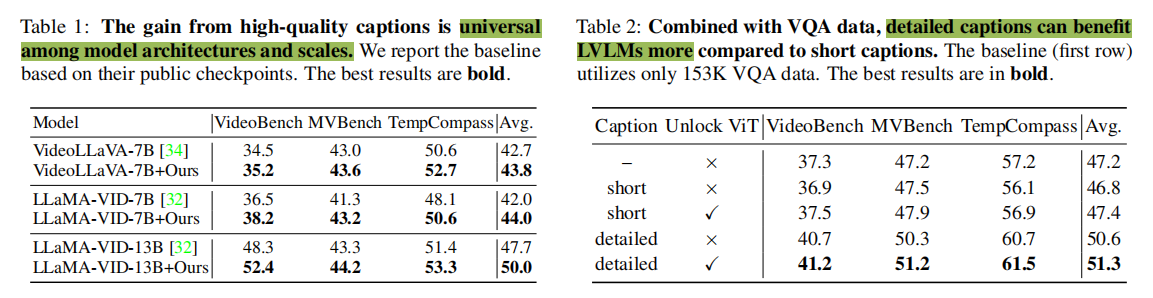 Table 1: The gain from high-quality captions is universal
among model architectures and scales. We report the baseline
based on their public checkpoints. The best results are bold.
Model VideoBench MVBench TempCompass Avg.
VideoLLaVA-7B [34] 34.5 43.0 50.6 42.7
VideoLLaVA-7B+Ours 35.2 43.6 52.7 43.8
LLaMA-VID-7B [32] 36.5 41.3 48.1 42.0
LLaMA-VID-7B+Ours 38.2 43.2 50.6 44.0
LLaMA-VID-13B [32] 48.3 43.3 51.4 47.7
LLaMA-VID-13B+Ours 52.4 44.2 53.3 50.0
Table 2: Combined with VQA data, detailed captions can benefit
LVLMs more compared to short captions. The baseline (first row)
utilizes only 153K VQA data. The best results are in bold.
Caption Unlock ViT VideoBench MVBench TempCompass Avg.
– × 37.3 47.2 57.2 47.2
short × 36.9 47.5 56.1 46.8
short ✓ 37.5 47.9 56.9 47.4
detailed × 40.7 50.3 60.7 50.6
detailed ✓ 41.2 51.2 61.5 51.3